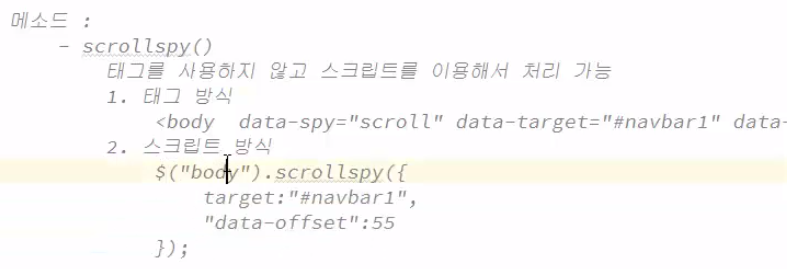 메소드 :
- scrollspy()
태그를 사용하지 않고 스크립트를 이용해서 처리 가능
1. 태그 방식
<body  data-spy="scroll" data-target="#navbar1" data-
2. 스크립트 방식
$("body").scrollspy({
target:"#navbar1",
"data-offset":55
});